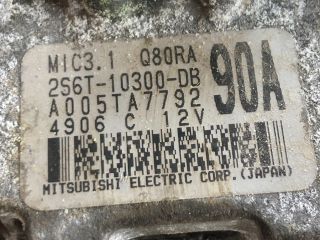 MIC3.1 Q80RA
2S6T-10300-DB
90A
A005TA7792
4906 C 12V
MITSUBISHI ELECTRIC CORP.(JAPAN)